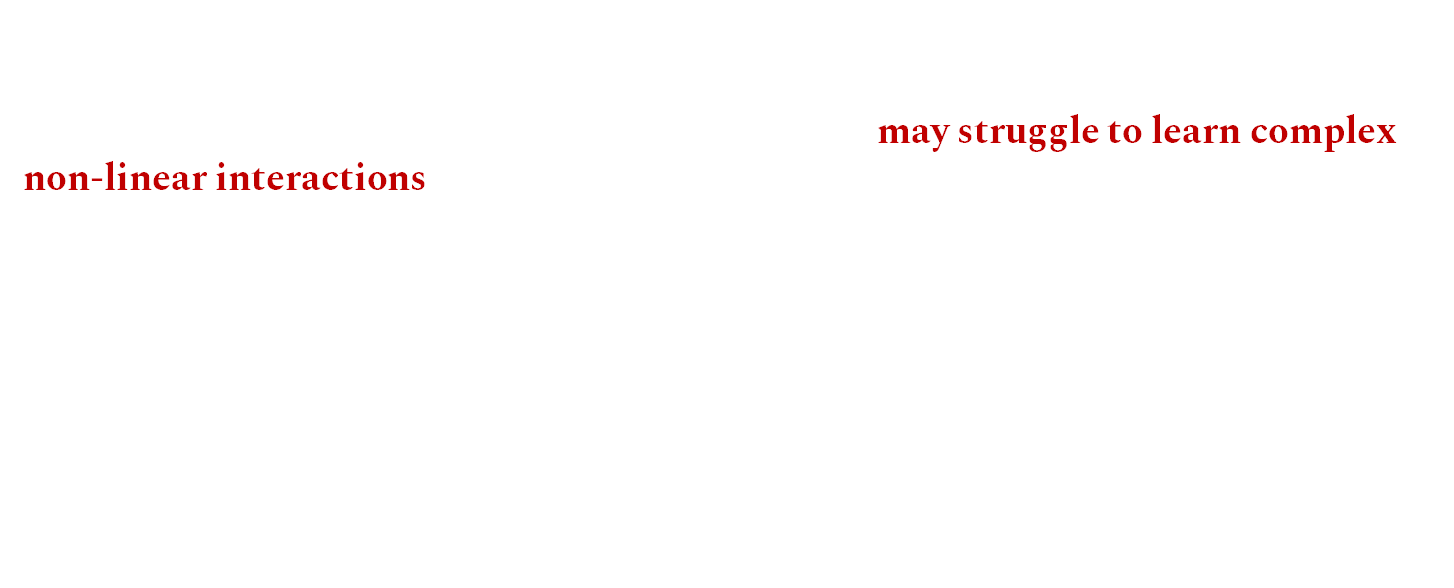 may struggle to learn complex
non-linear interactions